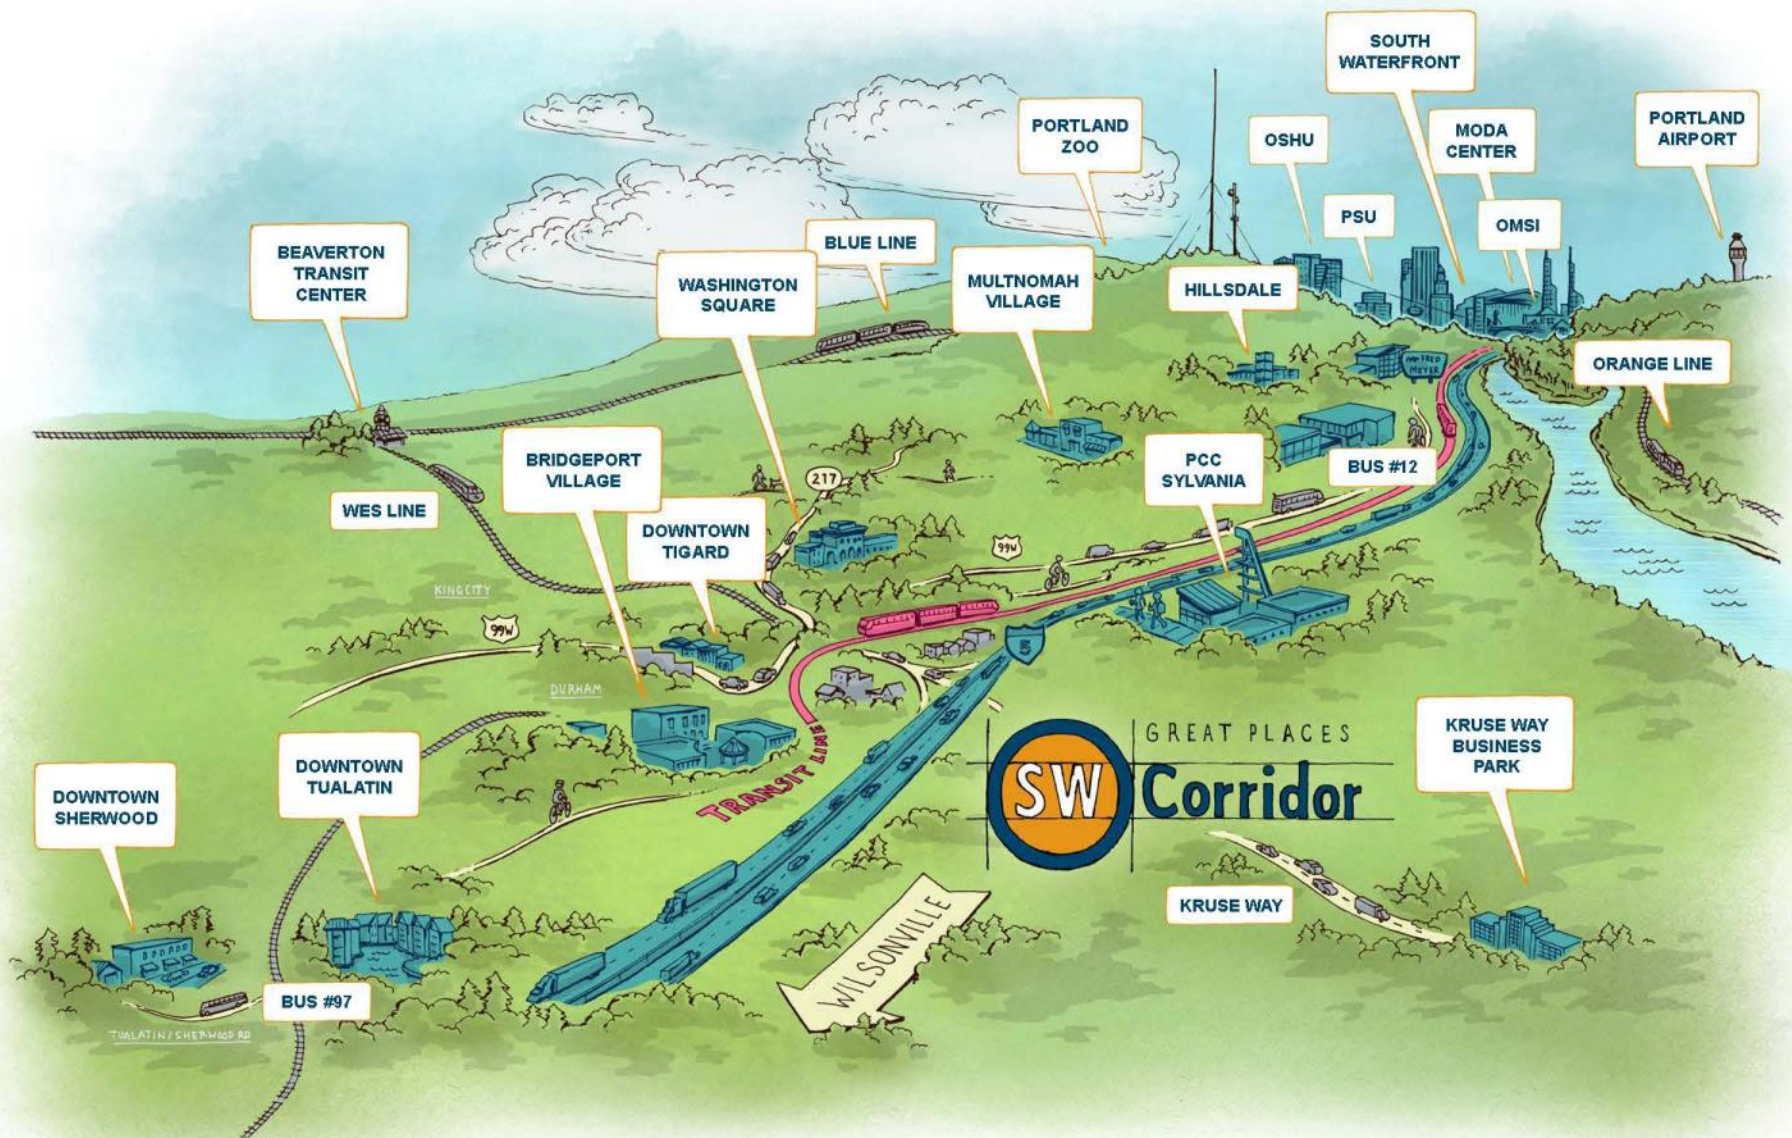 SOUTH
WATERFRONT
PORTLAND
ZOO
OSHU
MODA
CENTER
PORTLAND
AIRPORT
PSU
OMSI
BEAVERTON
TRANSIT
CENTER
BLUE LINE
WASHINGTON
SQUARE
MULTNOMAH
VILLAGE
HILLSDALE
FRED
MEYER
ORANGE LINE
BRIDGEPORT
VILLAGE
217
PCC
SYLVANIA
BUS #12
WES LINE
DOWNTOWN
TIGARD
99W
KING CITY
99W
5
DURHAM
TRANSIT LINE
GREAT PLACES
SW Corridor
KRUSE WAY
BUSINESS
PARK
DOWNTOWN
TUALATIN
DOWNTOWN
SHERWOOD
KRUSE WAY
WILSONVILLE
BUS #97
TUALATIN/SHERWOOD RD